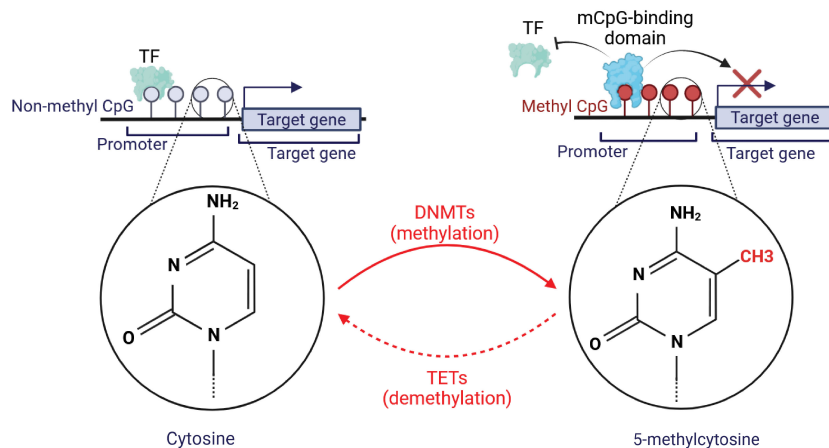 TF
Non-methyl CpG
Target gene
Promoter
Target gene
NH₂
N
O
N
Cytosine
DNMTs
(methylation)
TETs
(demethylation)
mCpG-binding
domain
TF
Methyl CpG
Target gene
Promoter
Target gene
NH₂
CH3
N
O
N
5-methylcytosine